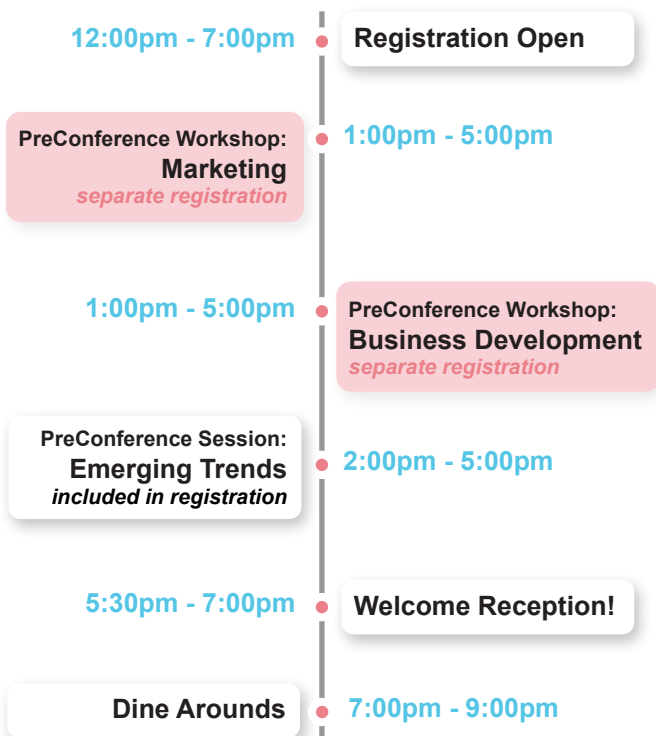 12:00pm - 7:00pm
Registration Open
PreConference Workshop:
Marketing
separate registration
1:00pm - 5:00pm
1:00pm - 5:00pm
PreConference Workshop:
Business Development
separate registration
PreConference Session:
Emerging Trends
included in registration
2:00pm - 5:00pm
5:30pm - 7:00pm
Welcome Reception!
Dine Arounds
7:00pm - 9:00pm